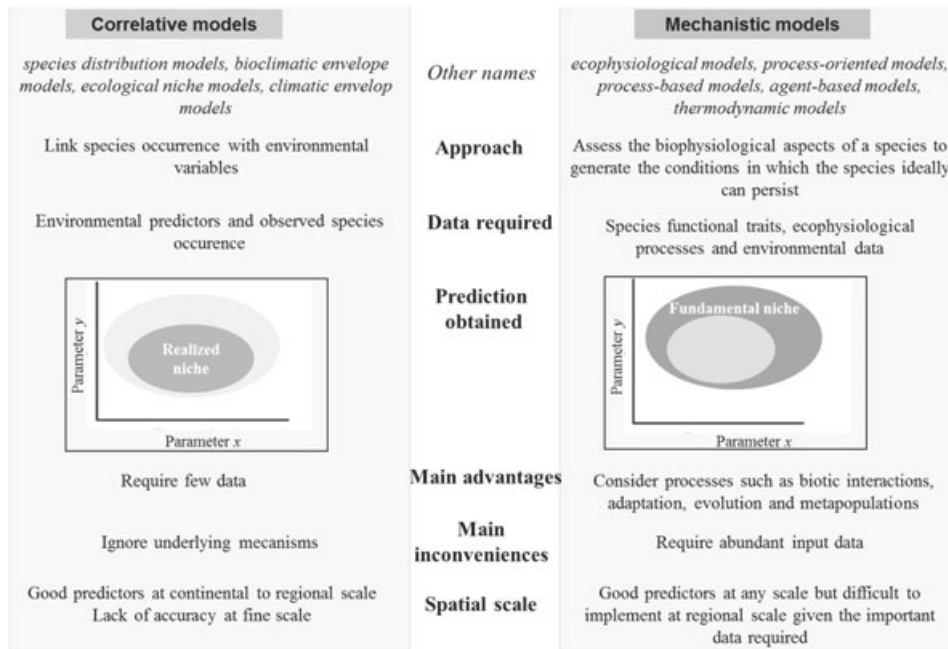 Correlative models
Mechanistic models
species distribution models, bioclimatic envelope
models, ecological niche models, climatic envelop
models
Other names
ecophysiological models, process-oriented models,
process-based models, agent-based models,
thermodynamic models
Link species occurrence with environmental
variables
Approach
Assess the biophysiological aspects of a species to
generate the conditions in which the species ideally
can persist
Environmental predictors and observed species
occurence
Data required
Species functional traits, ecophysiological
processes and environmental data
Parameter y
Realized
niche
Parameter x
Prediction
obtained
Parameter y
Fundamental niche
Parameter x
Require few data
Main advantages
Consider processes such as biotic interactions,
adaptation, evolution and metapopulations
Ignore underlying mecanisms
Main
inconveniences
Require abundant input data
Good predictors at continental to regional scale
Lack of accuracy at fine scale
Spatial scale
Good predictors at any scale but difficult to
implement at regional scale given the important
data required